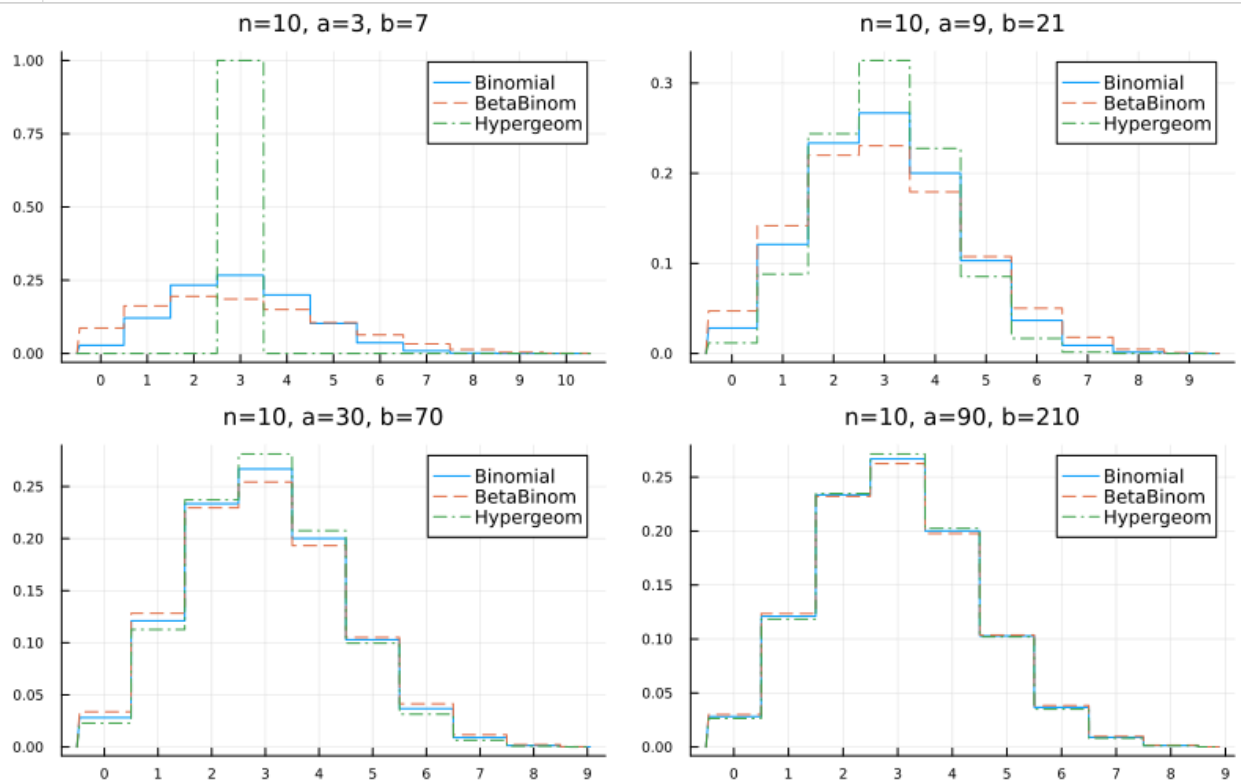 n=10, a=3, b=7
1.00
0.75
0.50
0.25
0.00
Binomial
BetaBinom
Hypergeom
0 1 2 3 4 5 6 7 8 9 10
n=10, a=9, b=21
0.3
0.2
0.1
0.0
Binomial
BetaBinom
Hypergeom
0 1 2 3 4 5 6 7 8 9
n=10, a=30, b=70
0.25
0.20
0.15
0.10
0.05
0.00
Binomial
BetaBinom
Hypergeom
0 1 2 3 4 5 6 7 8 9
n=10, a=90, b=210
0.25
0.20
0.15
0.10
0.05
0.00
Binomial
BetaBinom
Hypergeom
0 1 2 3 4 5 6 7 8 9